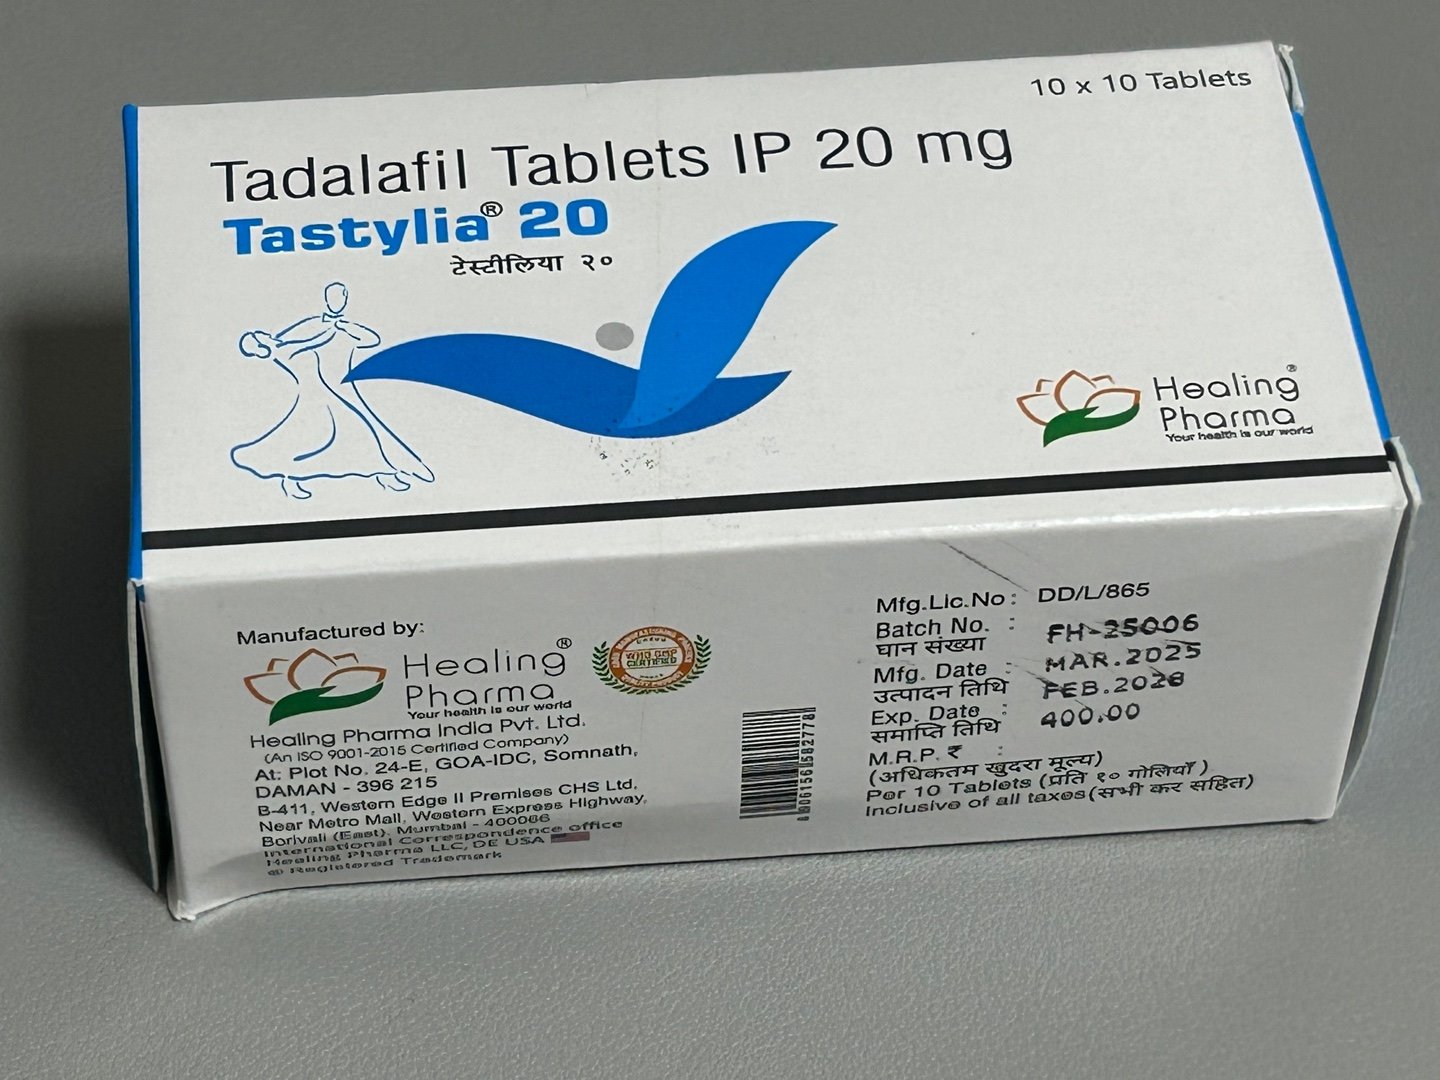 10 x 10 Tablets
Tadalafil Tablets IP 20 mg
Tastylia® 20
टेस्टीलिया २०
Healing®
Pharma
Your health is our world
Manufactured by:
Healing®
Pharma
Your health is our world
CERTIFIED
Healing Pharma India Pvt. Ltd.
(An ISO 9001-2015 Certified Company)
At: Plot No. 24-E, GOA-IDC, Somnath,
DAMAN - 396 215
B-411, Western Edge II Premises CHS Ltd,
Near Metro Mall, Western Express Highway,
Borivali (East), Mumbai - 400066
International Correspondence office
Healing Pharma LLC, DE USA
® Registered Trademark
Mfg.Lic.No : DD/L/865
Batch No. : FH-25006
घान संख्या
Mfg. Date : MAR.2025
उत्पादन तिथि
Exp. Date : FEB.2028
समाप्ति तिथि
M.R.P. ₹ : 400.00
(अधिकतम खुदरा मूल्य)
Per 10 Tablets (प्रति १० गोलियाँ )
Inclusive of all taxes(सभी कर सहित)